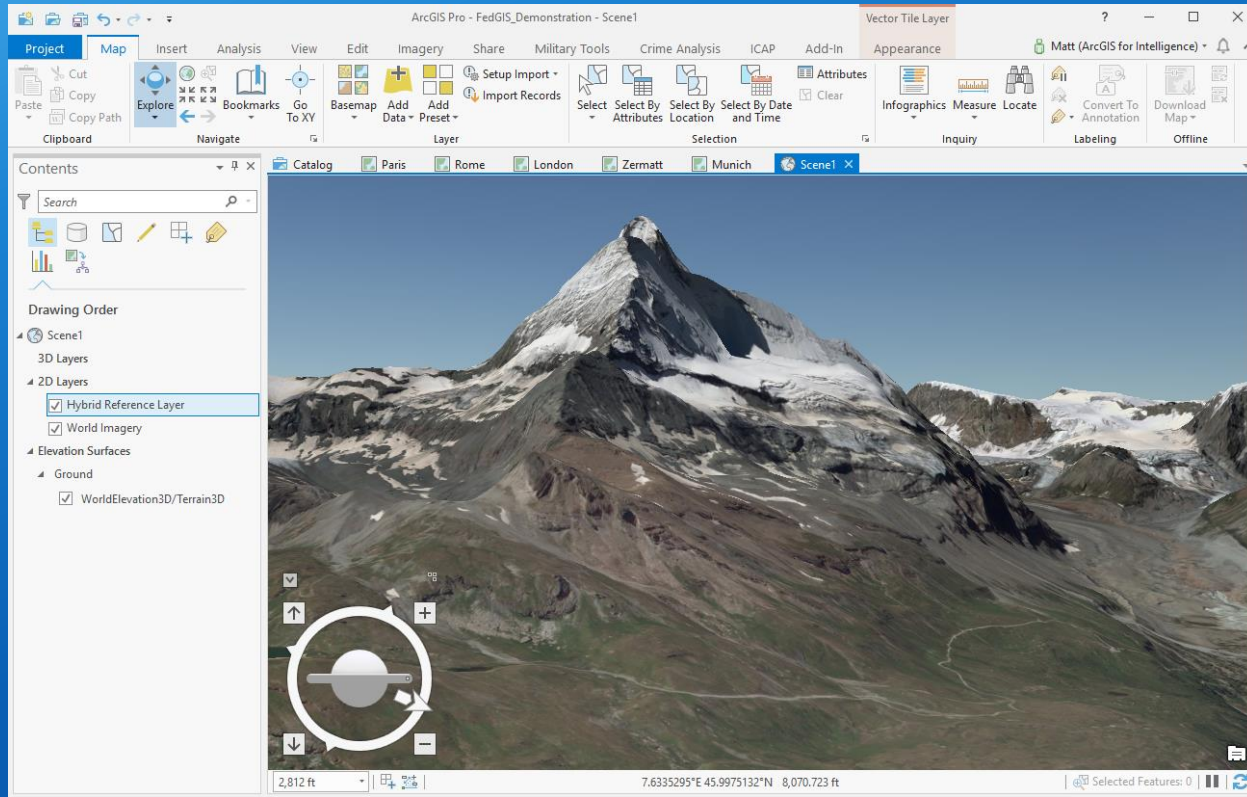 ArcGIS Pro - FedGIS_Demonstration - Scene1
Vector Tile Layer
?
Project Map Insert Analysis View Edit Imagery Share Military Tools Crime Analysis ICAP Add-In Appearance
Matt (ArcGIS for Intelligence)
Paste
Cut
Copy
Copy Path
Clipboard
Explore
Bookmarks
Go To XY
Navigate
Basemap
Add Data
Add Preset
Setup Import
Import Records
Layer
Select
Select By Attributes
Select By Location
Select By Date and Time
Attributes
Clear
Selection
Infographics
Measure
Locate
Inquiry
Convert To Annotation
Labeling
Download Map
Offline
Contents
Search
Drawing Order
Scene1
3D Layers
2D Layers
Hybrid Reference Layer
World Imagery
Elevation Surfaces
Ground
WorldElevation3D/Terrain3D
Catalog Paris Rome London Zermatt Munich Scene1
2,812 ft
7.6335295°E 45.9975132°N 8,070.723 ft
Selected Features: 0